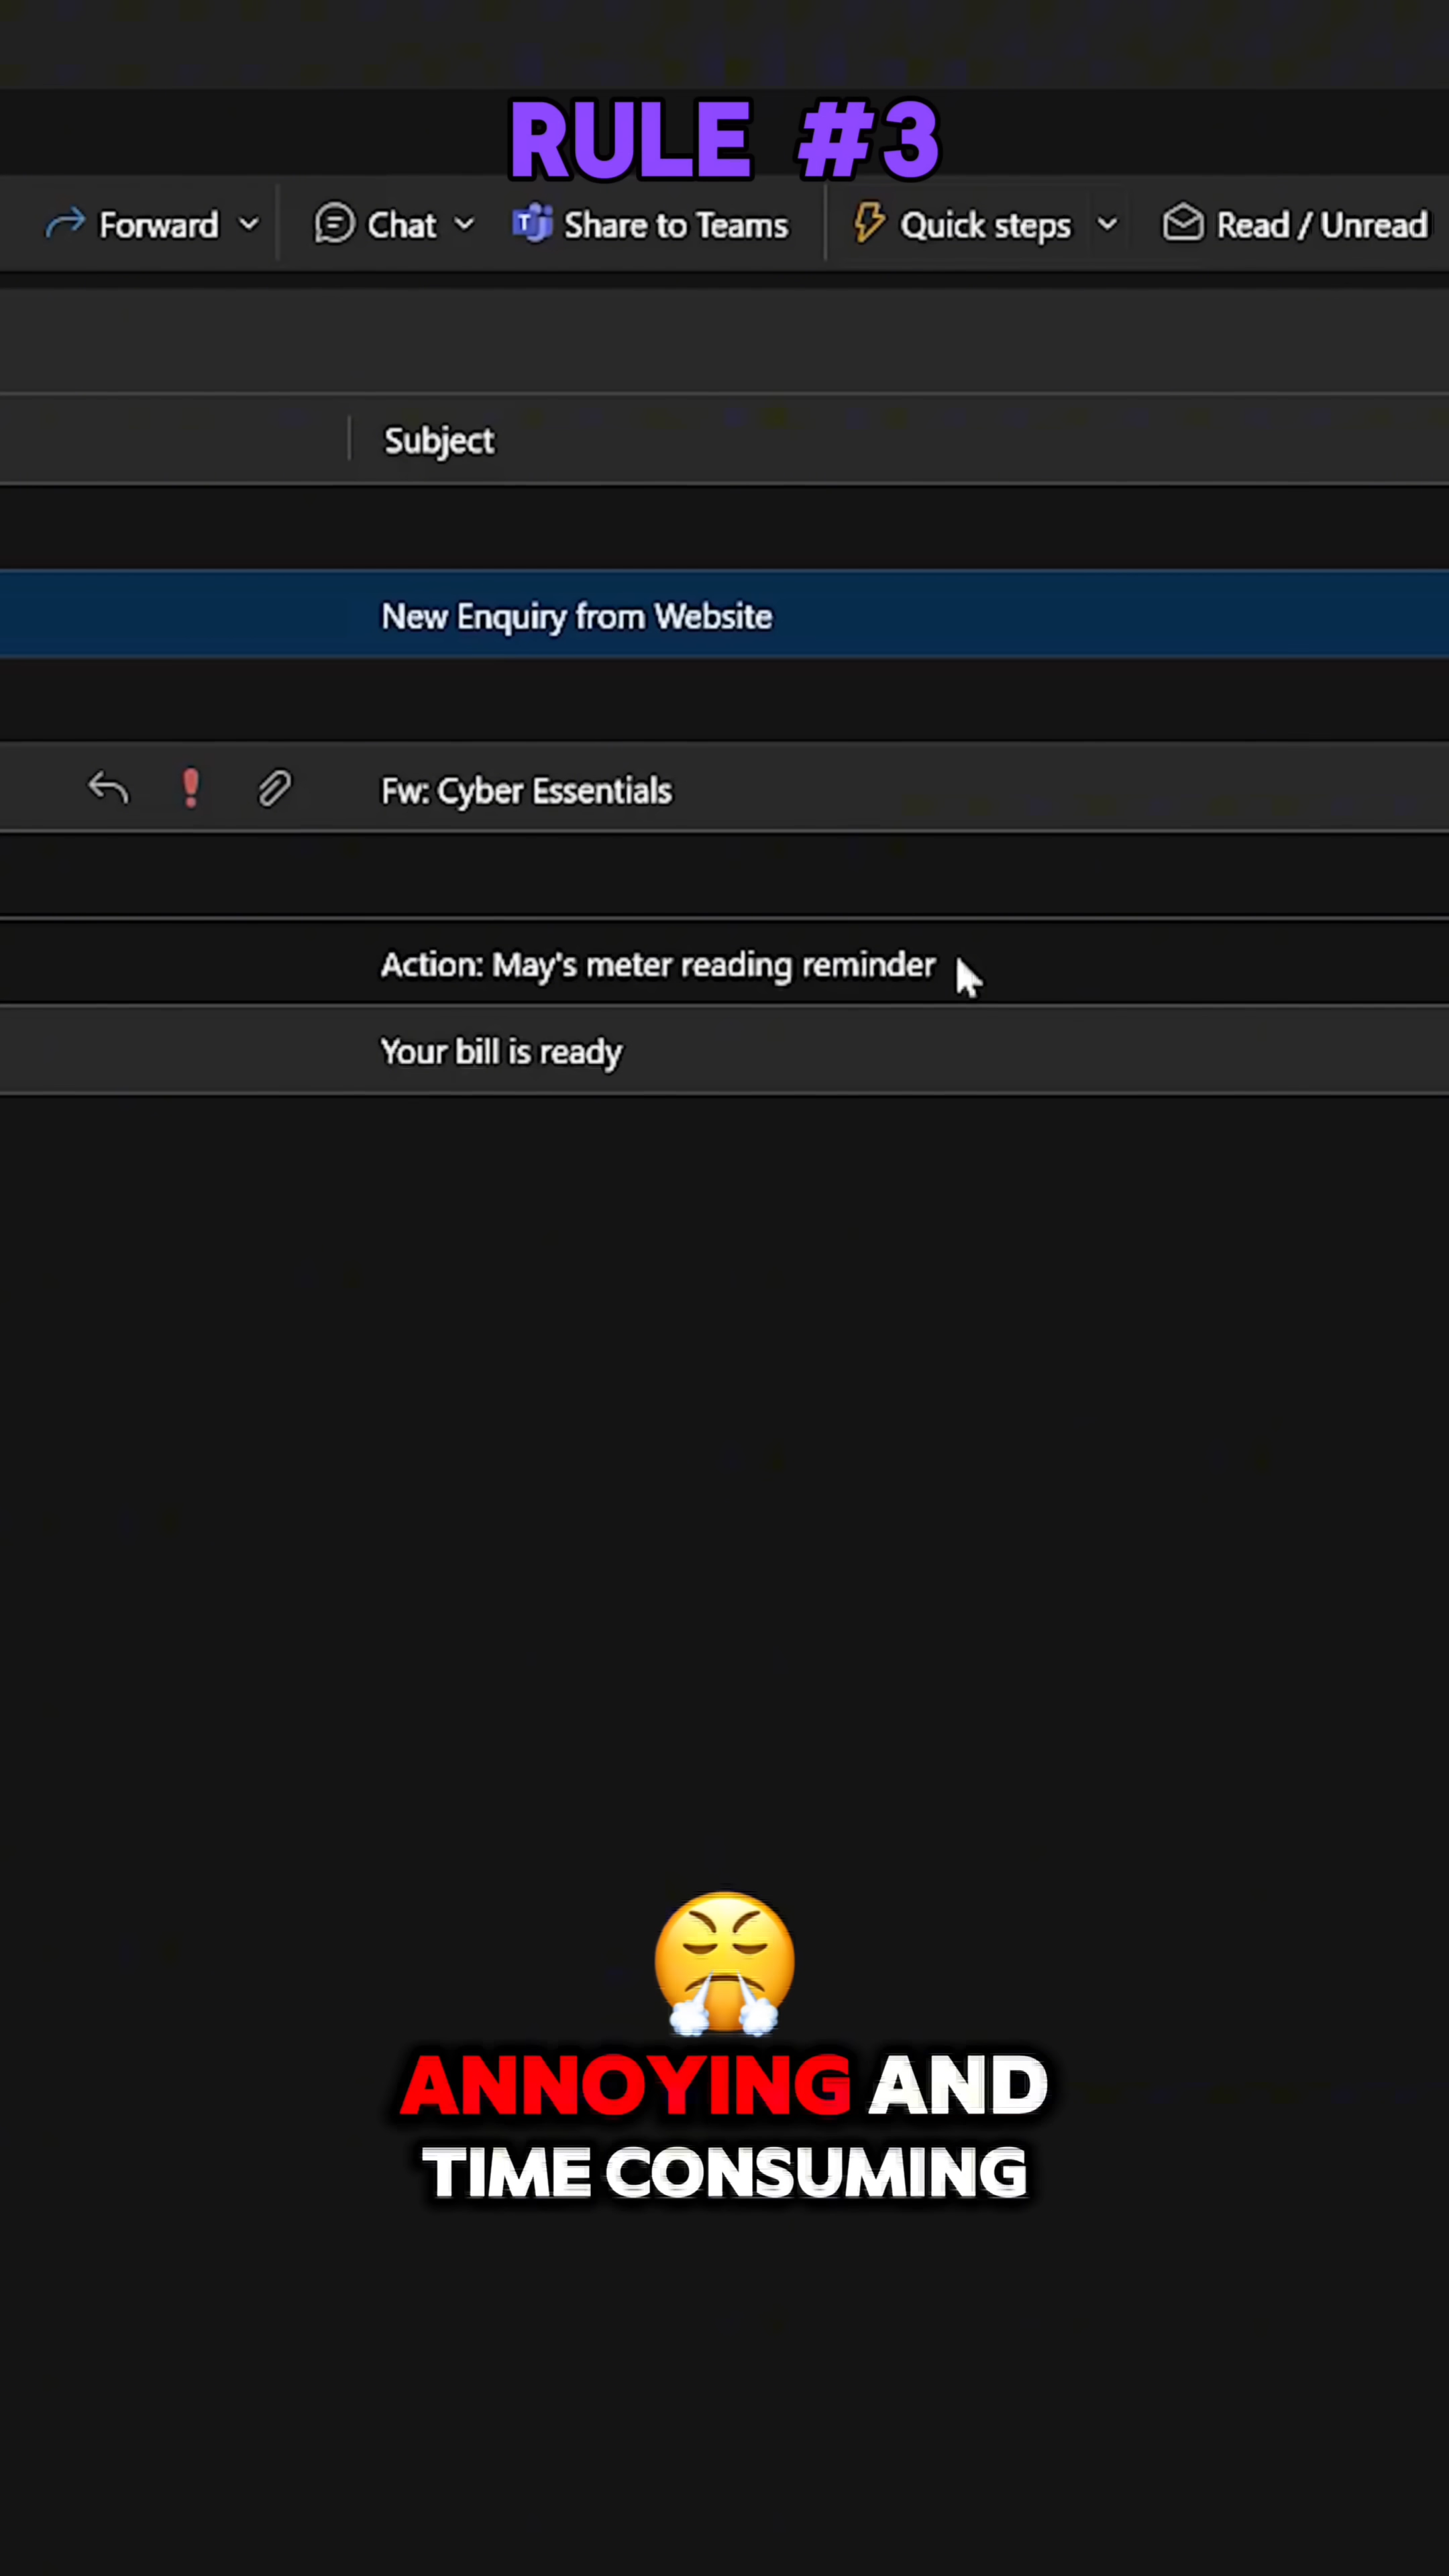 RULE #3
Forward Chat Share to Teams Quick steps Read / Unread
Subject
New Enquiry from Website
Fw: Cyber Essentials
Action: May's meter reading reminder
Your bill is ready
ANNOYING AND
TIME CONSUMING